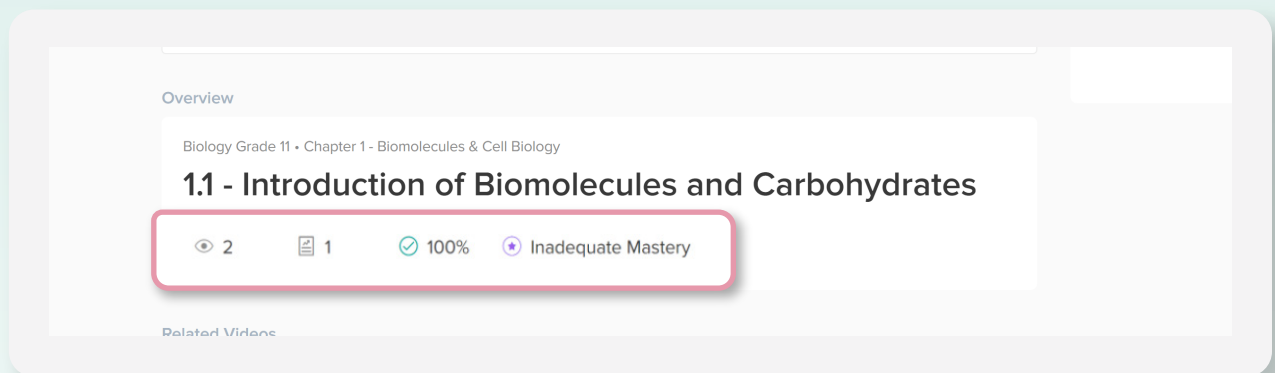 Overview
Biology Grade 11 • Chapter 1 - Biomolecules & Cell Biology
1.1 - Introduction of Biomolecules and Carbohydrates
2 1 100% Inadequate Mastery
Related Videos